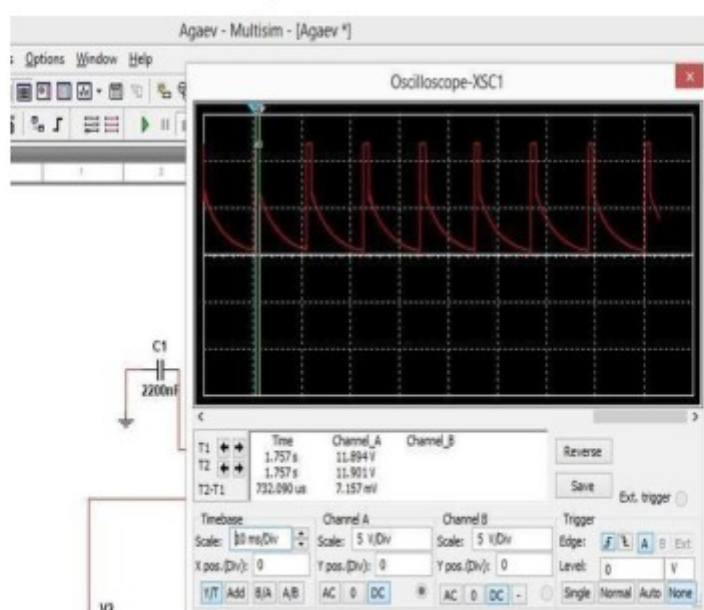 Agaev - Multisim - [Agaev *]
Options Window Help
Oscilloscope-XSC1
1 2
C1
2200nF
Time Channel_A Channel_B
T1 1.757 s 11.894 V
T2 1.757 s 11.901 V
T2-T1 732.090 us 7.157 mV
Reverse
Save
Ext. trigger
Timebase Channel A Channel B Trigger
Scale: 10 ms/Div Scale: 5 V/Div Scale: 5 V/Div Edge: A B Ext
X pos.(Div): 0 Y pos.(Div): 0 Y pos.(Div): 0 Level: 0 V
Y/T Add B/A A/B AC 0 DC AC 0 DC - Single Normal Auto None